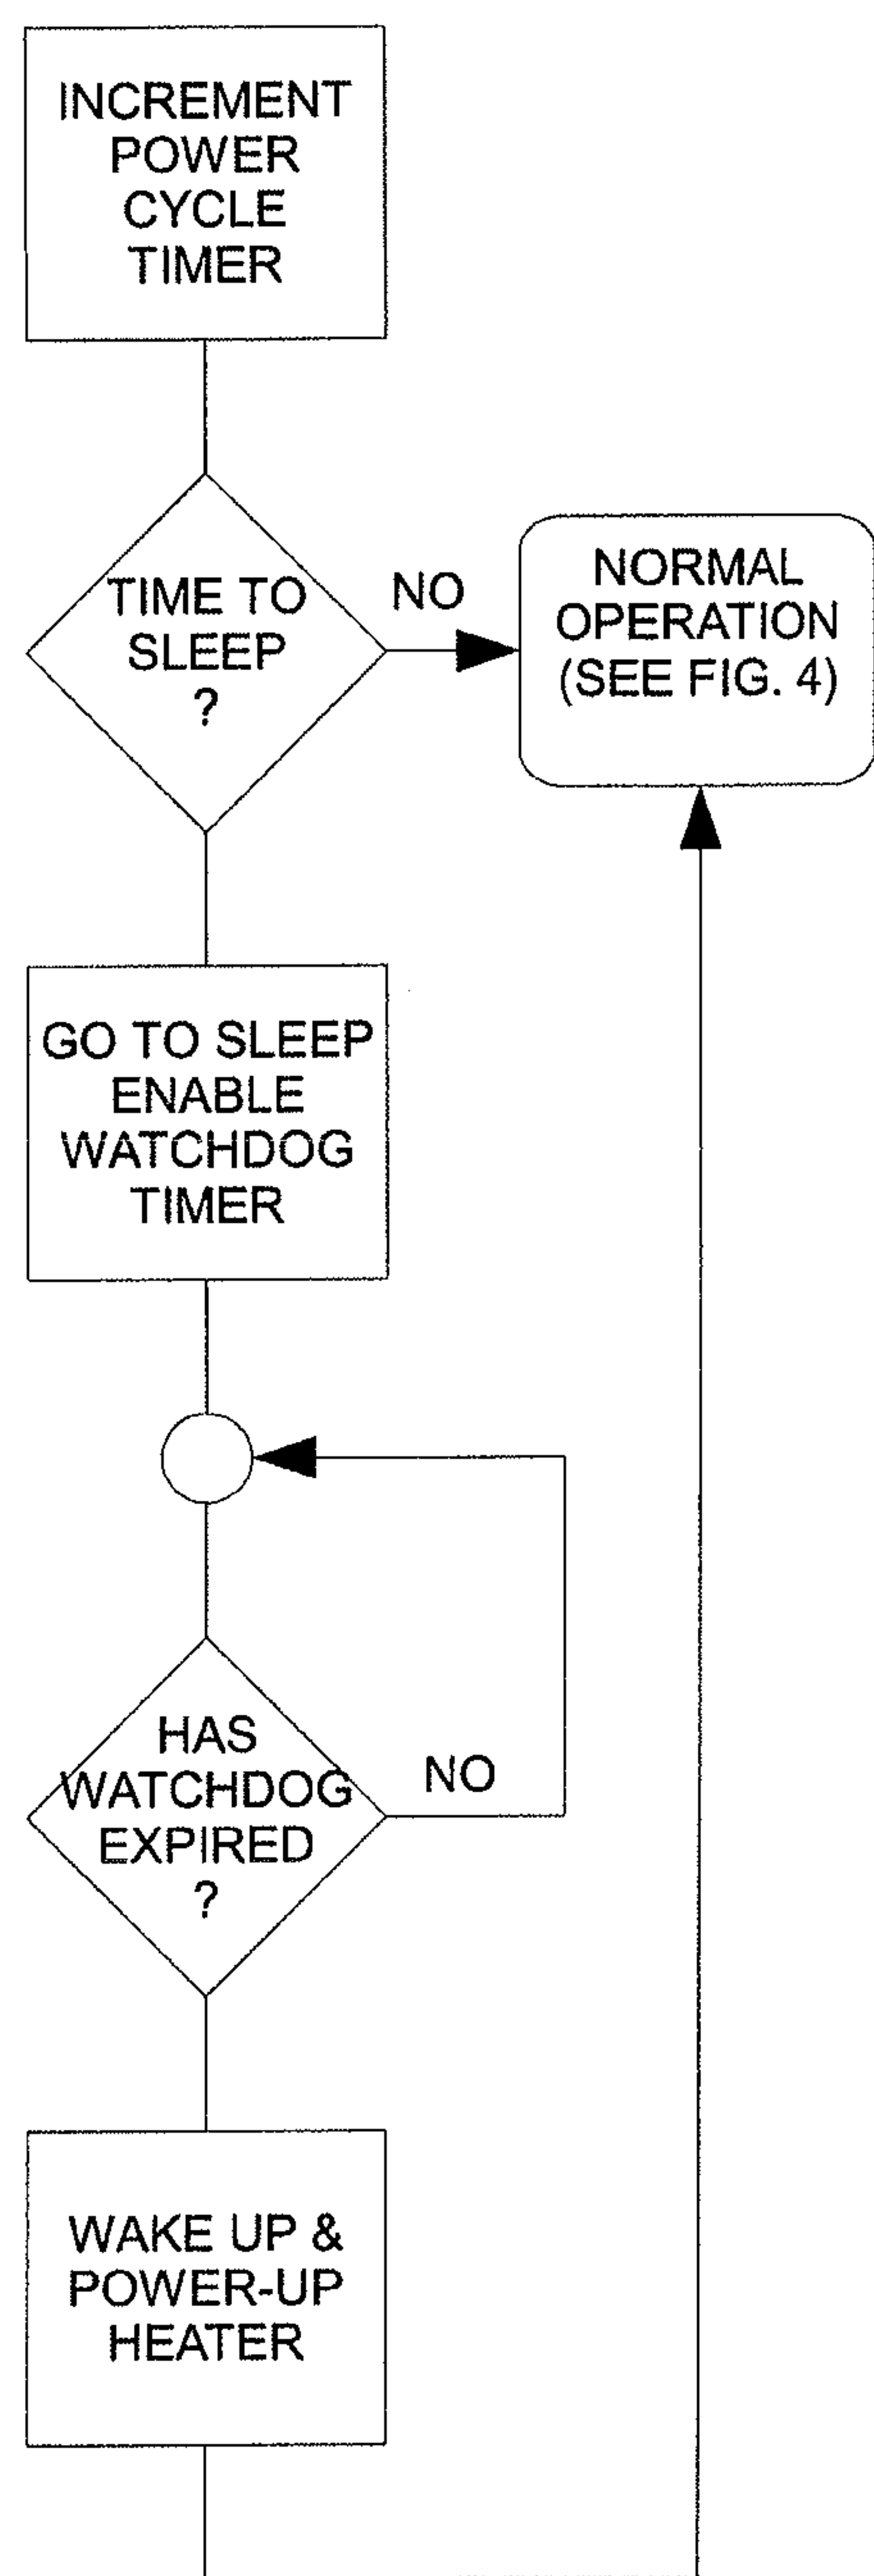 INCREMENT
POWER
CYCLE
TIMER
TIME TO
SLEEP
?
NO
NORMAL
OPERATION
(SEE FIG. 4)
GO TO SLEEP
ENABLE
WATCHDOG
TIMER
HAS
WATCHDOG
EXPIRED
?
NO
WAKE UP &
POWER-UP
HEATER